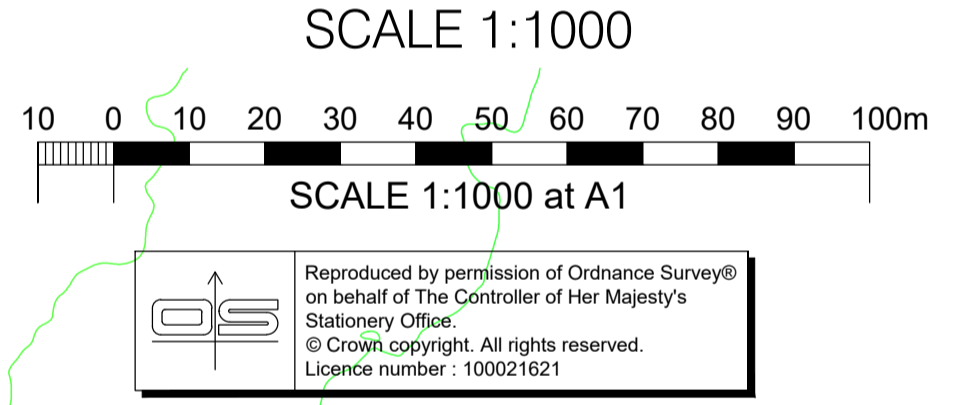 SCALE 1:1000
10 0 10 20 30 40 50 60 70 80 90 100m
SCALE 1:1000 at A1
OS
Reproduced by permission of Ordnance Survey®
on behalf of The Controller of Her Majesty's
Stationery Office.
© Crown copyright. All rights reserved.
Licence number : 100021621